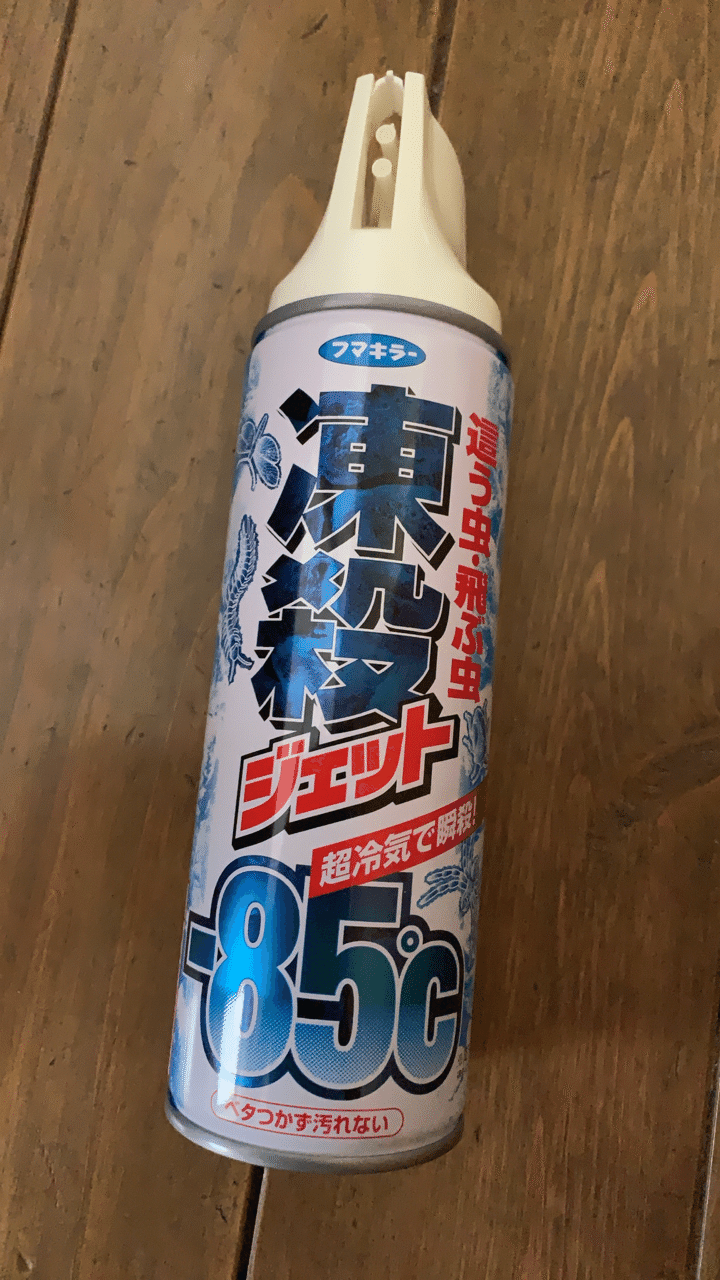 フマキラー
凍殺
ジェット
這う虫・飛ぶ虫
超冷気で瞬殺!
-85℃
ベタつかず汚れない